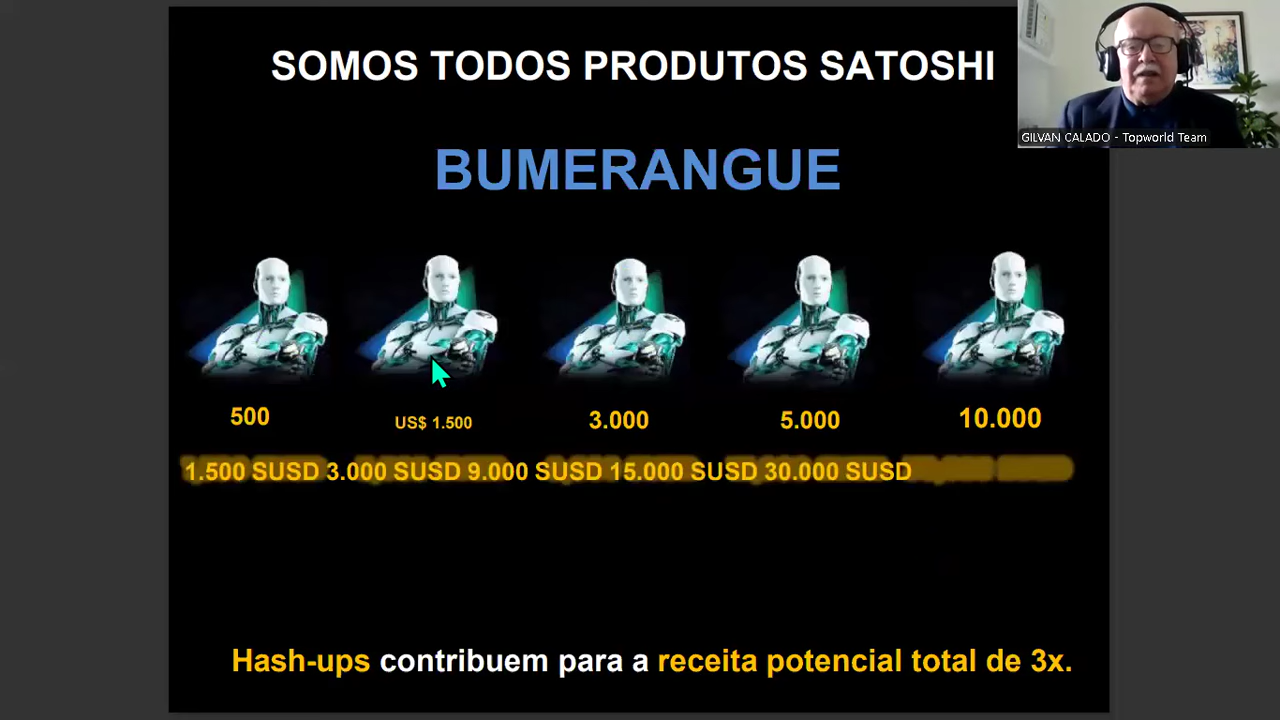 SOMOS TODOS PRODUTOS SATOSHI
GILVAN CALADO - Topworld Team
BUMERANGUE
500 US$ 1.500 3.000 5.000 10.000
1.500 SUSD 3.000 SUSD 9.000 SUSD 15.000 SUSD 30.000 SUSD
Hash-ups contribuem para a receita potencial total de 3x.